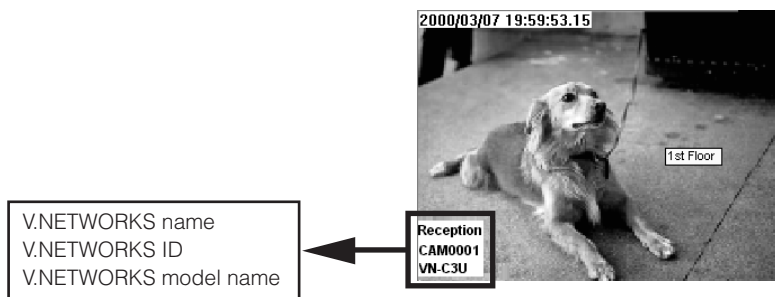 2000/03/07 19:59:53.15
1st Floor
Reception
CAM0001
VN-C3U
V.NETWORKS name
V.NETWORKS ID
V.NETWORKS model name